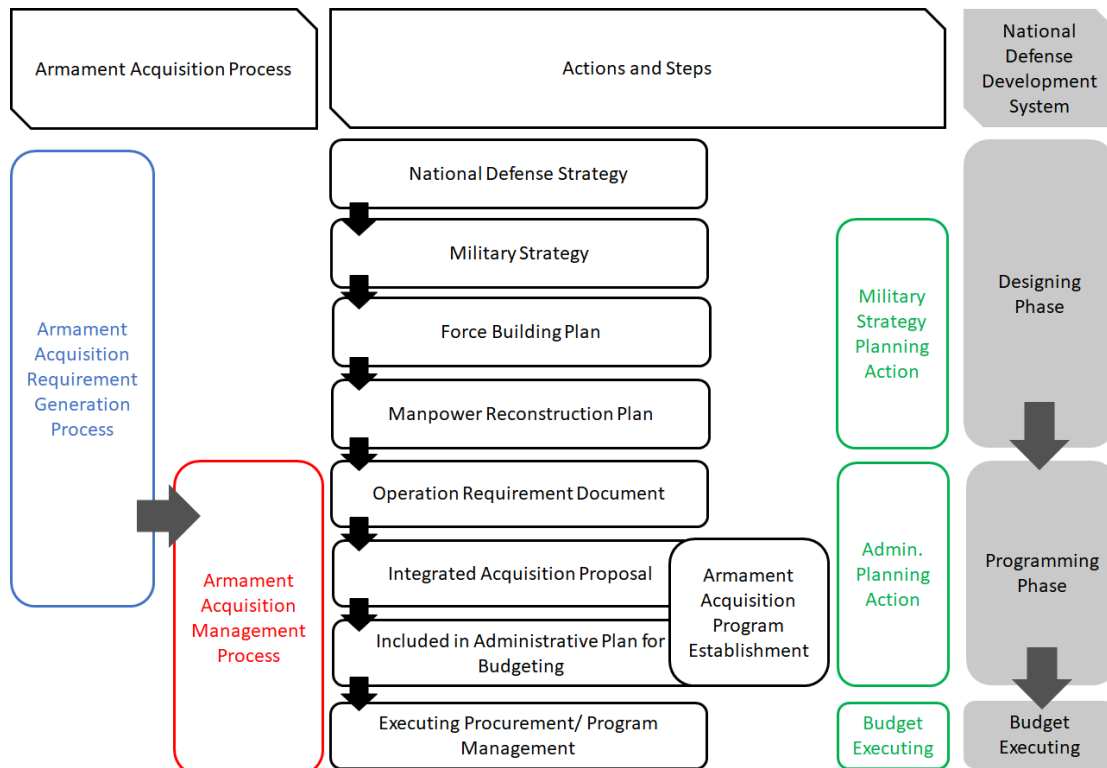 Armament Acquisition Process
Actions and Steps
National
Defense
Development
System
National Defense Strategy
Military Strategy
Force Building Plan
Manpower Reconstruction Plan
Operation Requirement Document
Integrated Acquisition Proposal
Included in Administrative Plan for
Budgeting
Executing Procurement/ Program
Management
Armament
Acquisition
Requirement
Generation
Process
Armament
Acquisition
Management
Process
Armament
Acquisition
Program
Establishment
Military
Strategy
Planning
Action
Admin.
Planning
Action
Budget
Executing
Designing
Phase
Programming
Phase
Budget
Executing